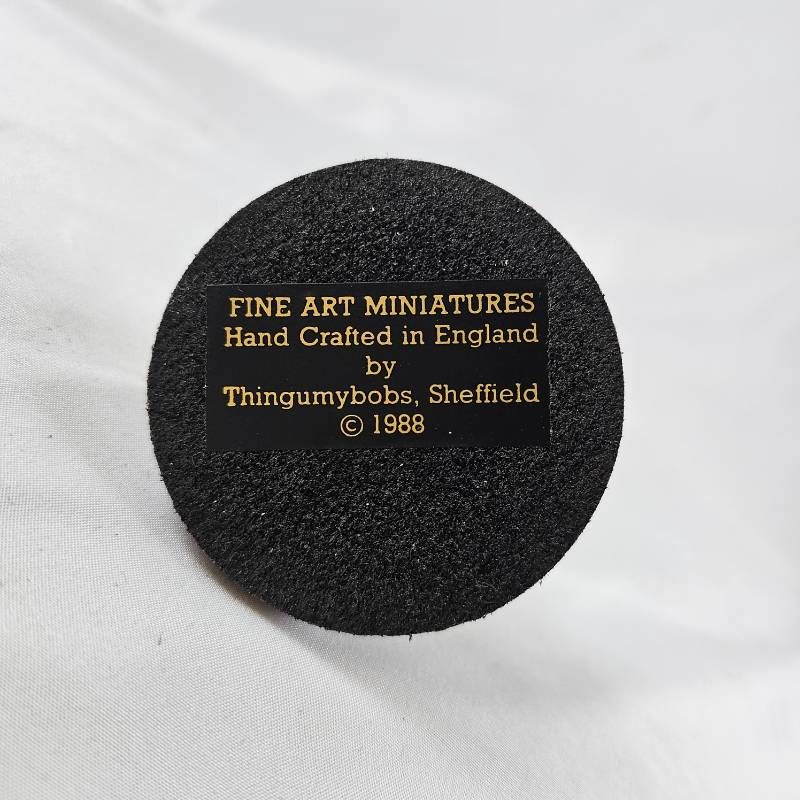 FINE ART MINIATURES
Hand Crafted in England
by
Thingumybobs, Sheffield
© 1988